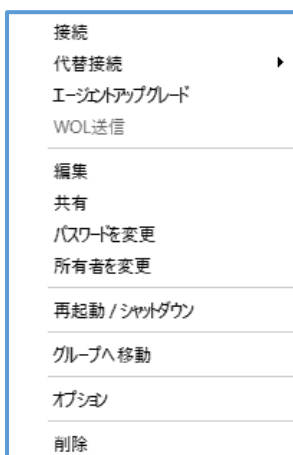 接続
代替接続
エージェントアップグレード
WOL送信
編集
共有
パスワードを変更
所有者を変更
再起動 / シャットダウン
グループへ移動
オプション
削除